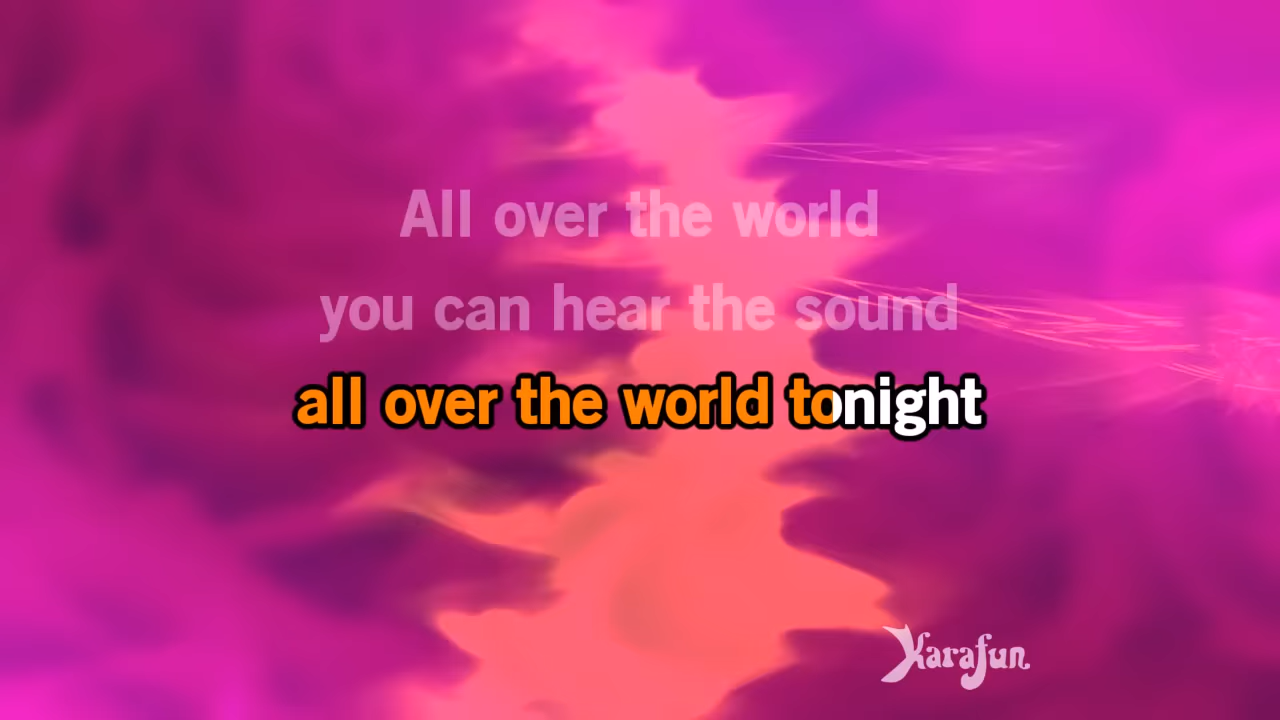 All over the world
you can hear the sound
all over the world tonight
Karafun